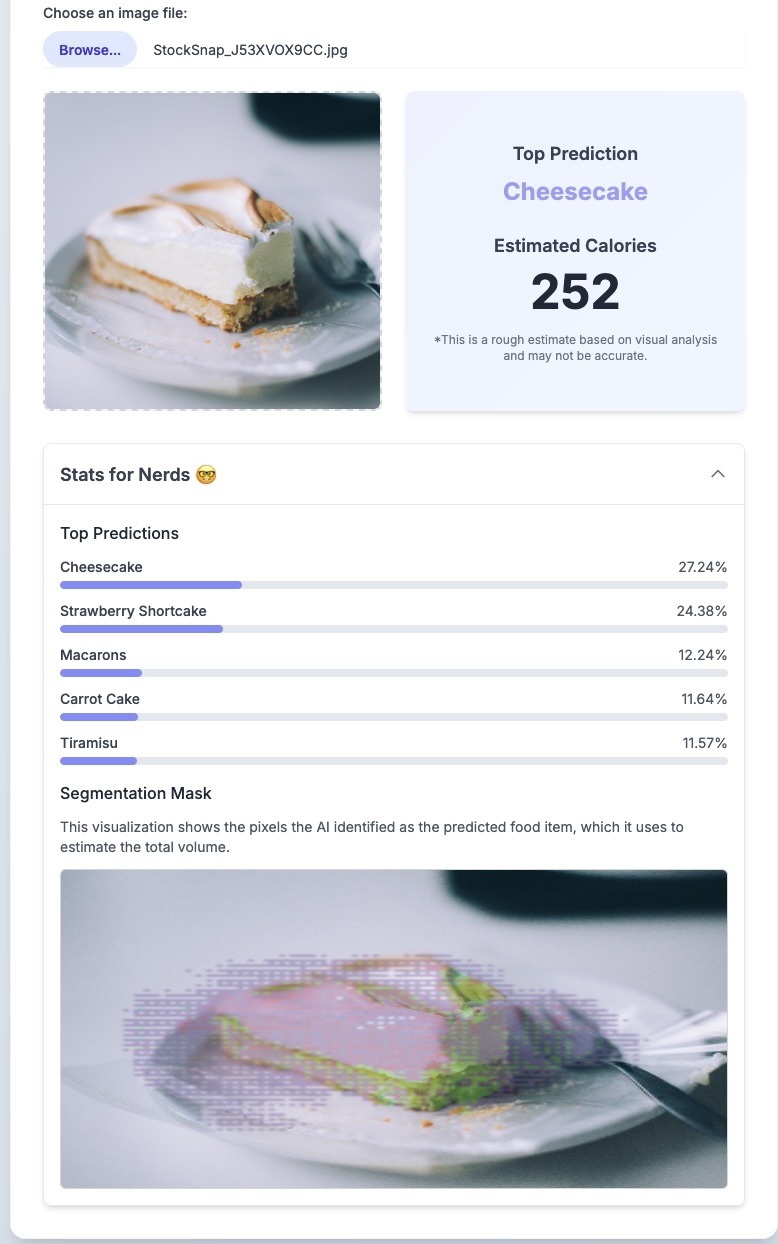 Choose an image file:
Browse...
StockSnap_J53XVOX9CC.jpg
Top Prediction
Cheesecake
Estimated Calories
252
*This is a rough estimate based on visual analysis
and may not be accurate.
Stats for Nerds 🤓
Top Predictions
Cheesecake 27.24%
Strawberry Shortcake 24.38%
Macarons 12.24%
Carrot Cake 11.64%
Tiramisu 11.57%
Segmentation Mask
This visualization shows the pixels the AI identified as the predicted food item, which it uses to
estimate the total volume.